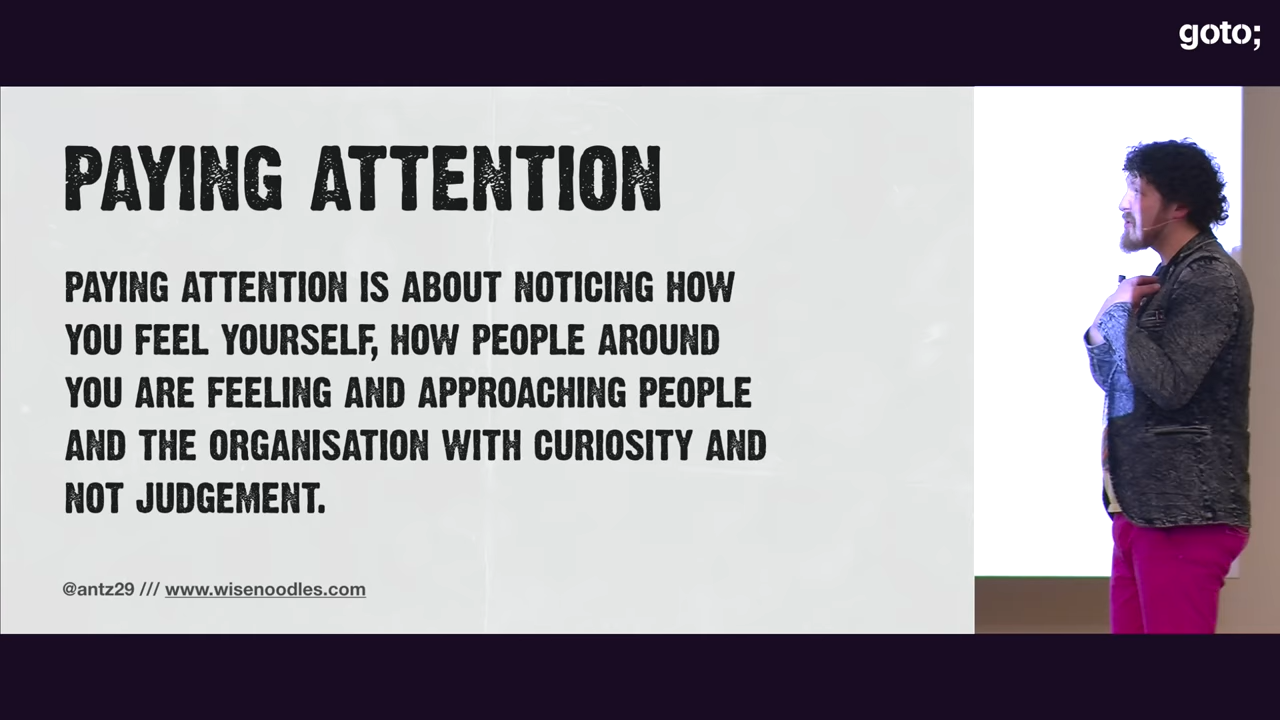 goto;
PAYING ATTENTION
PAYING ATTENTION IS ABOUT NOTICING HOW
YOU FEEL YOURSELF, HOW PEOPLE AROUND
YOU ARE FEELING AND APPROACHING PEOPLE
AND THE ORGANISATION WITH CURIOSITY AND
NOT JUDGEMENT.
@antz29 /// www.wisenoodles.com